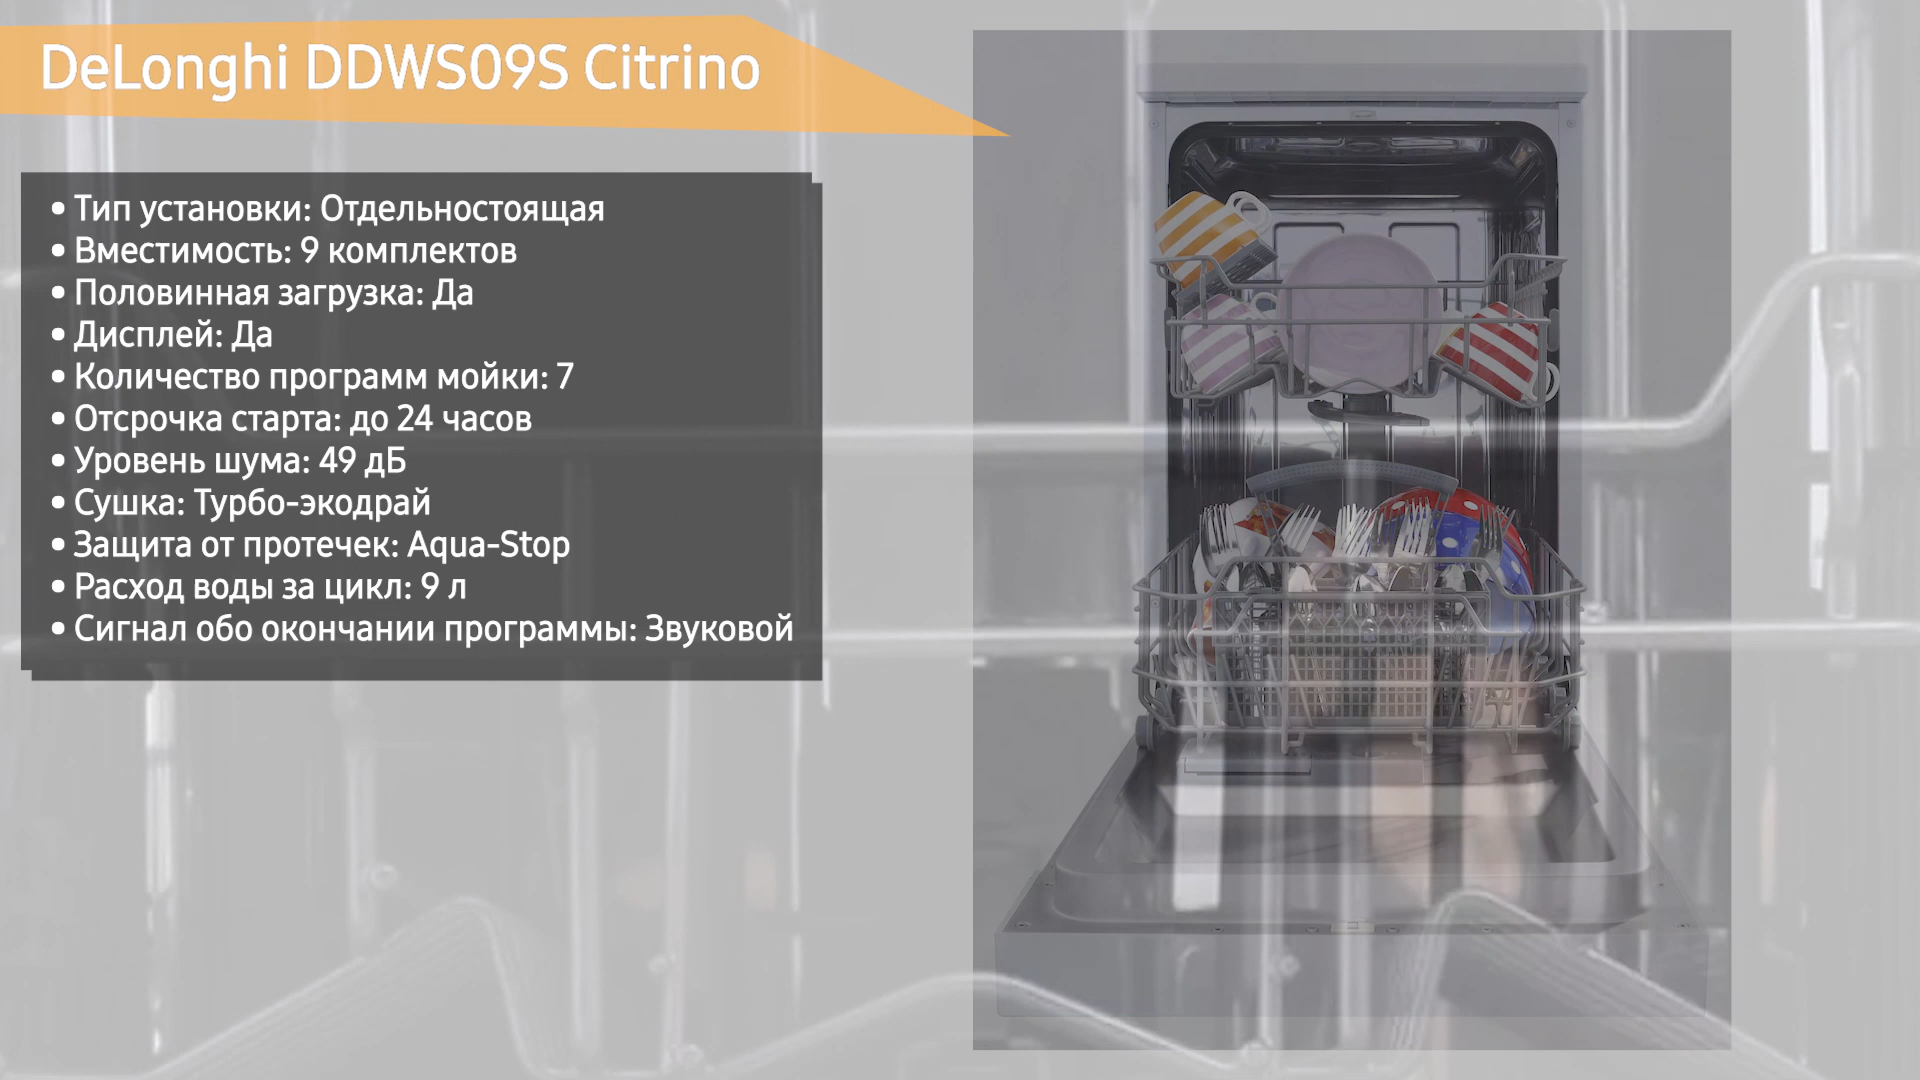 DeLonghi DDWS09S Citrino
• Тип установки: Отдельностоящая
• Вместимость: 9 комплектов
• Половинная загрузка: Да
• Дисплей: Да
• Количество программ мойки: 7
• Отсрочка старта: до 24 часов
• Уровень шума: 49 дБ
• Сушка: Турбо-экодрай
• Защита от протечек: Aqua-Stop
• Расход воды за цикл: 9 л
• Сигнал обо окончании программы: Звуковой